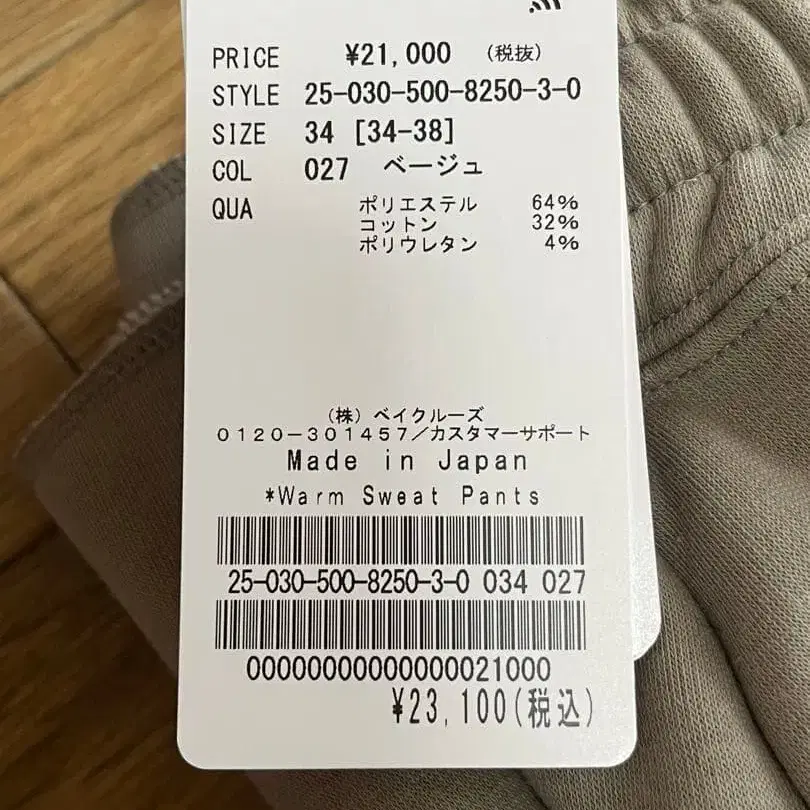 PRICE ¥21,000 (税抜)
STYLE 25-030-500-8250-3-0
SIZE 34 [34-38]
COL 027 ベージュ
QUA ポリエステル 64%
コットン 32%
ポリウレタン 4%
(株) ベイクルーズ
0120-301457/カスタマーサポート
Made in Japan
*Warm Sweat Pants
25-030-500-8250-3-0 034 027
00000000000000021000
¥23,100(税込)